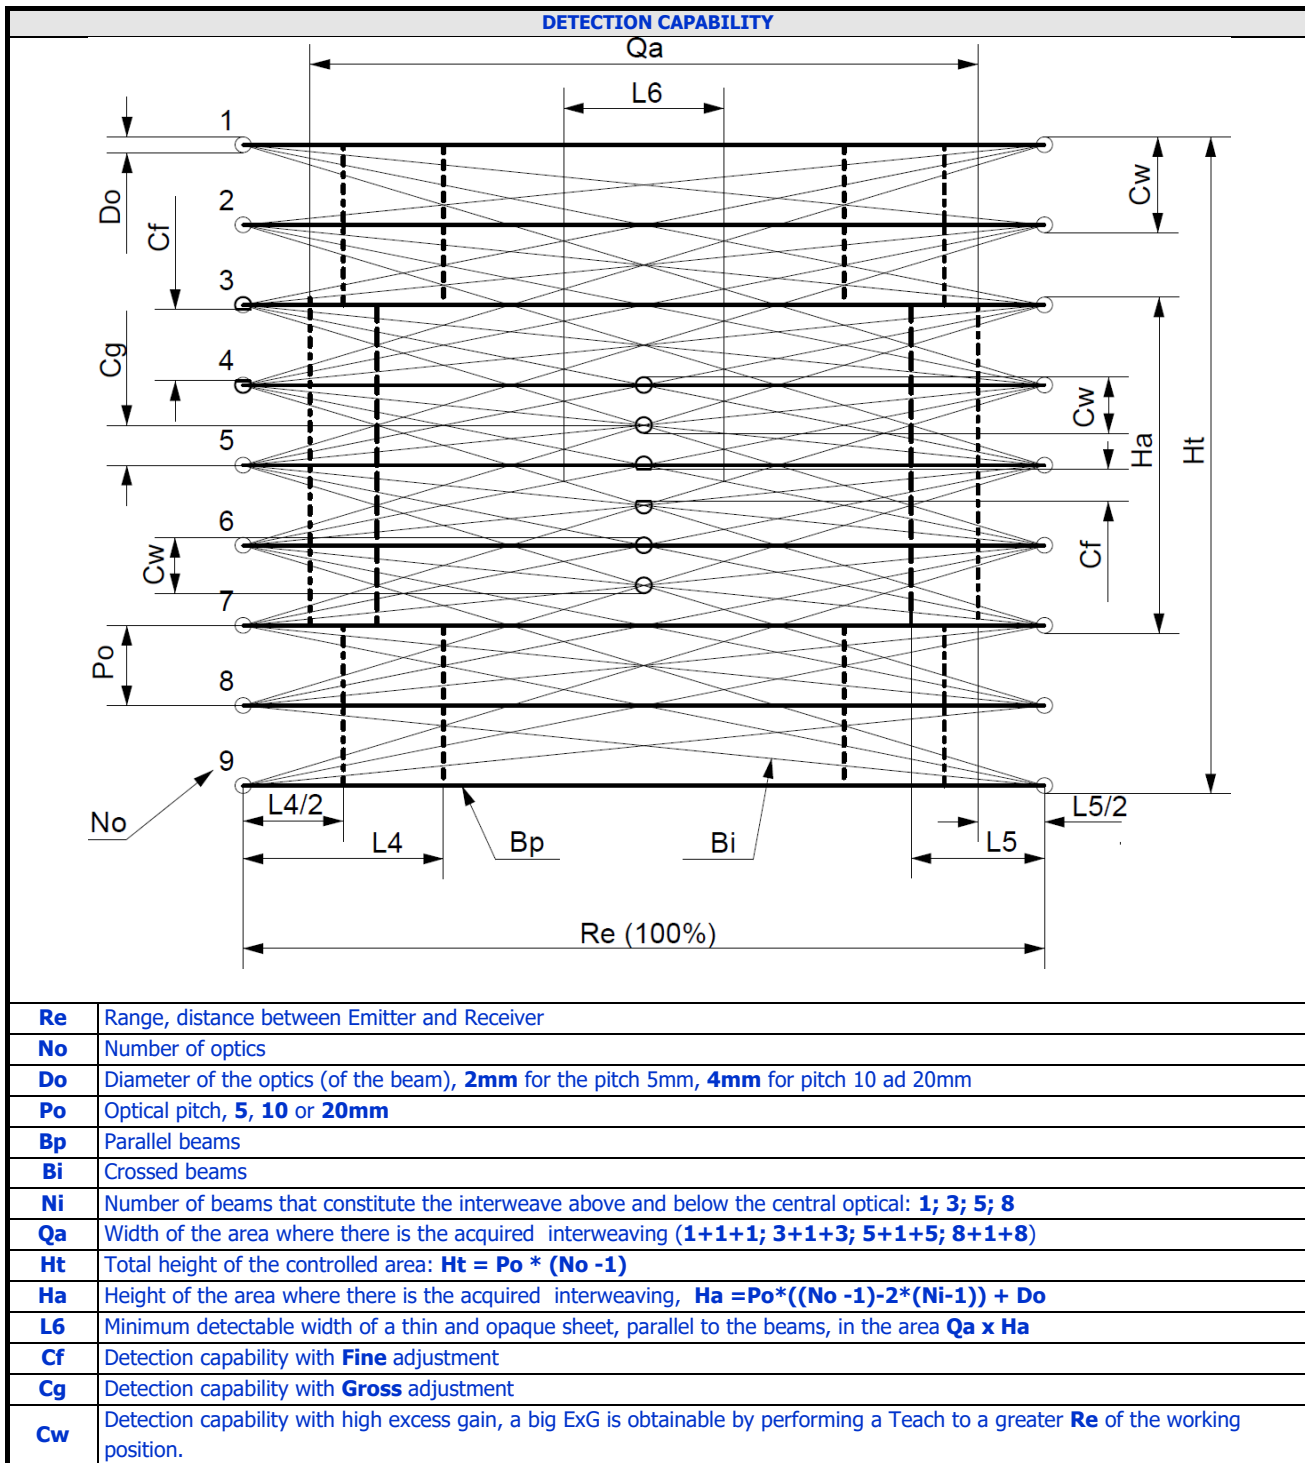 DETECTION CAPABILITY
Qa
L6
1
Do
Cw
2
Cf
3
Cg
4
Cw
Ha
Ht
5
6
Cw
Cf
7
Po
8
9
No
L4/2
L5/2
L4
Bp
Bi
L5
Re (100%)
Re Range, distance between Emitter and Receiver
No Number of optics
Do Diameter of the optics (of the beam), 2mm for the pitch 5mm, 4mm for pitch 10 ad 20mm
Po Optical pitch, 5, 10 or 20mm
Bp Parallel beams
Bi Crossed beams
Ni Number of beams that constitute the interweave above and below the central optical: 1; 3; 5; 8
Qa Width of the area where there is the acquired interweaving (1+1+1; 3+1+3; 5+1+5; 8+1+8)
Ht Total height of the controlled area: Ht = Po * (No -1)
Ha Height of the area where there is the acquired interweaving, Ha =Po*((No -1)-2*(Ni-1)) + Do
L6 Minimum detectable width of a thin and opaque sheet, parallel to the beams, in the area Qa x Ha
Cf Detection capability with Fine adjustment
Cg Detection capability with Gross adjustment
Cw Detection capability with high excess gain, a big ExG is obtainable by performing a Teach to a greater Re of the working
position.